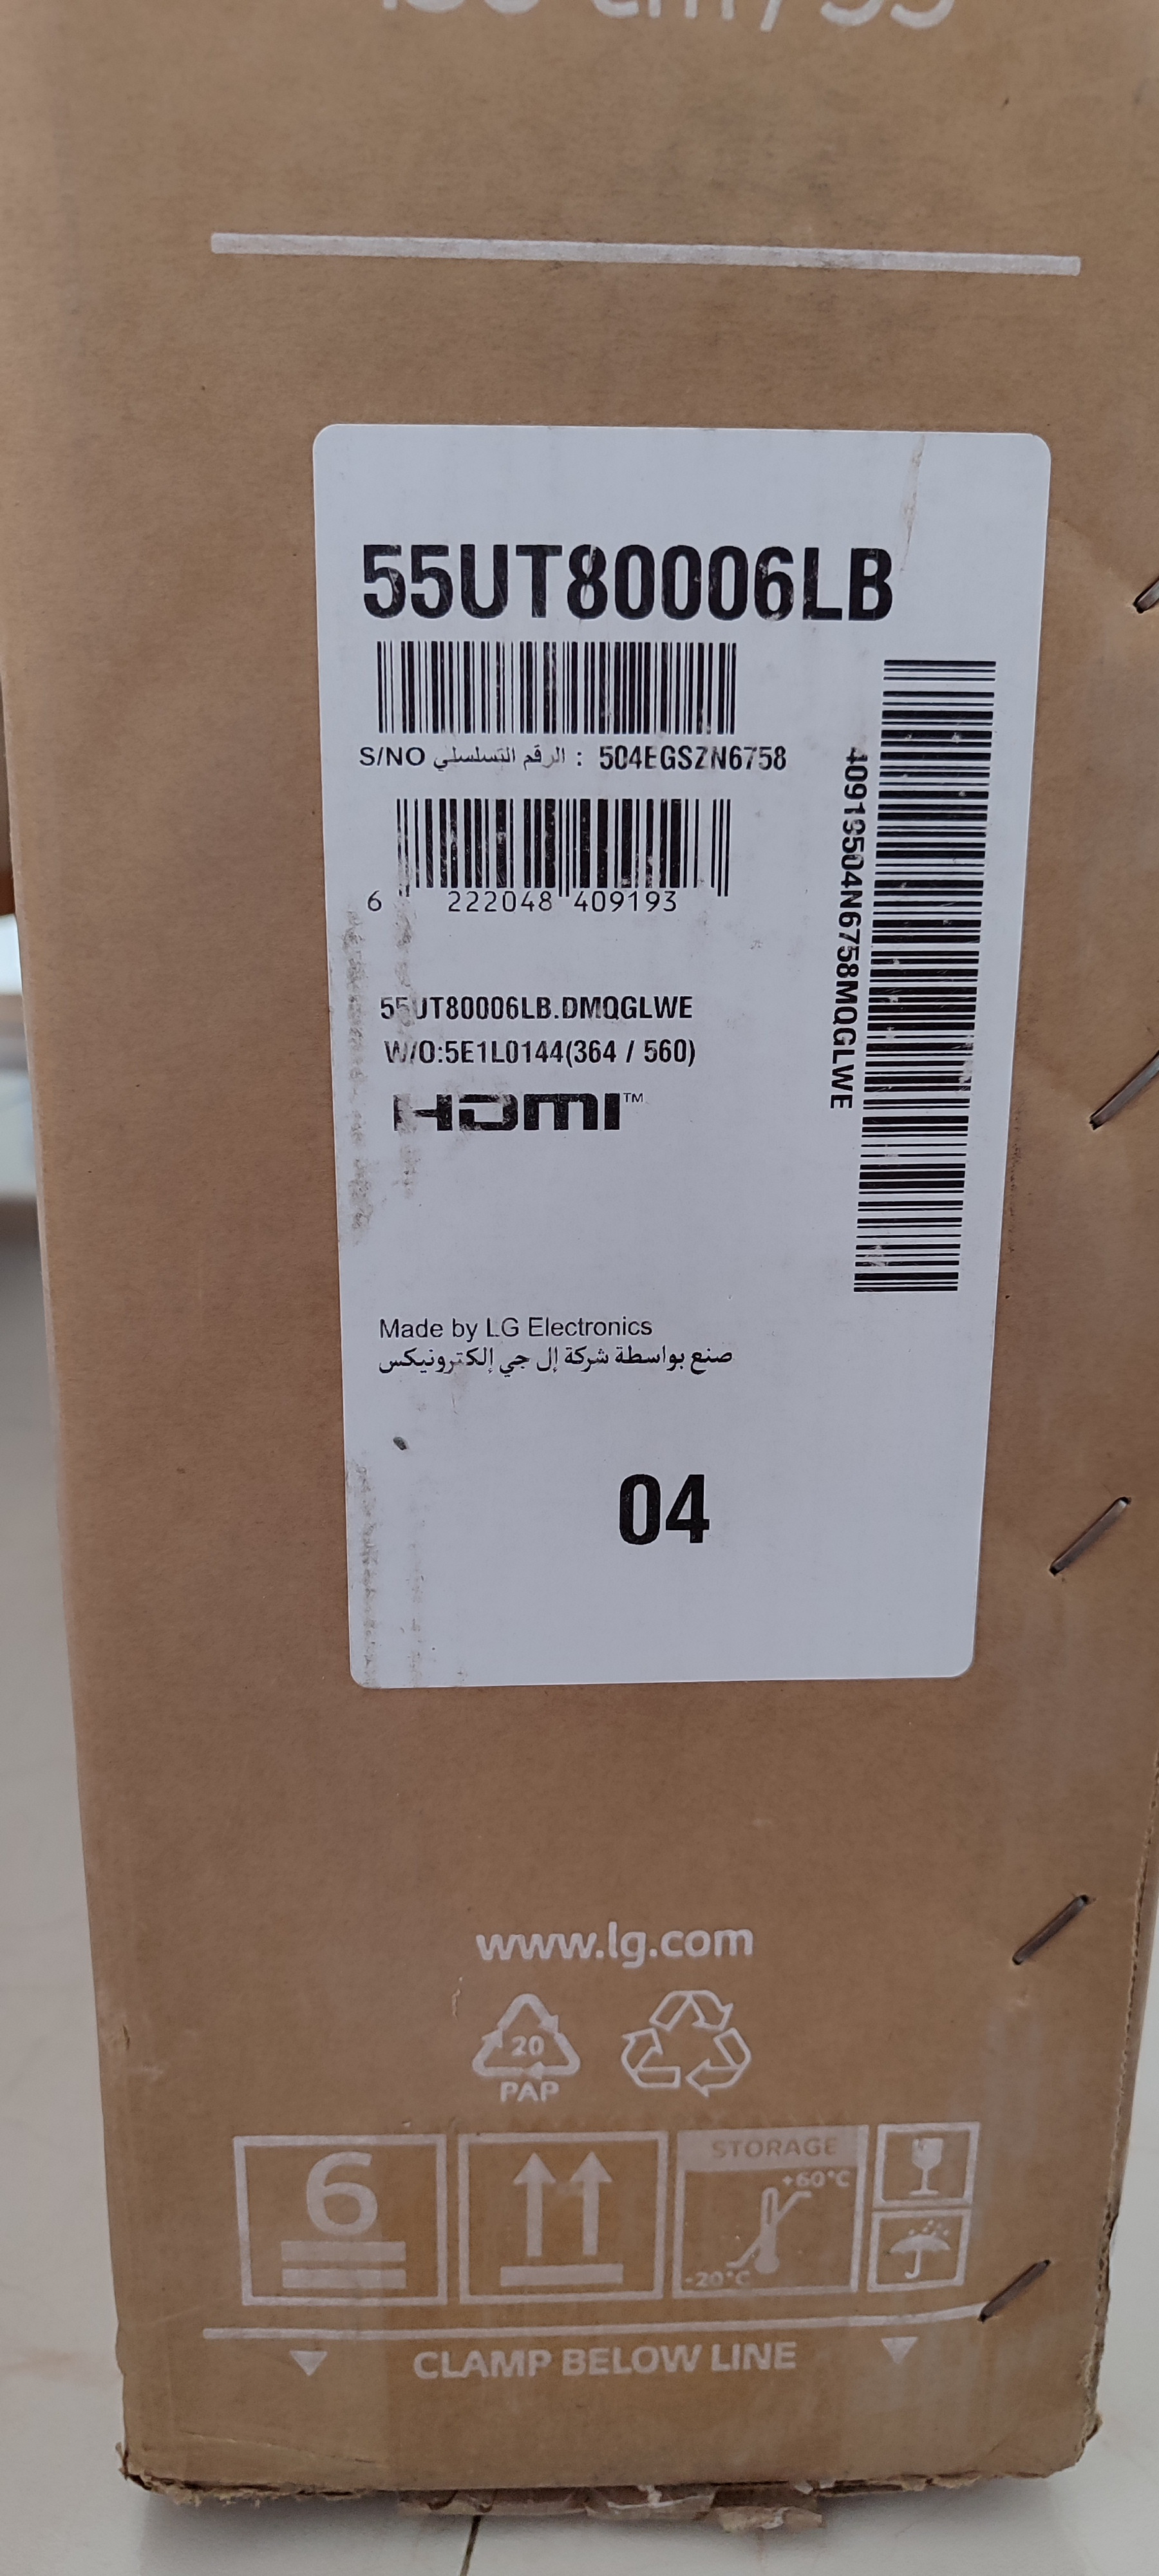 55UT80006LB
S/NO الرقم التسلسلي : 504EGSZN6758
6 222048 409193
409193504N6758MQGLWE
55UT80006LB.DMQGLWE
W/O:5E1L0144(364 / 560)
HDMI™
Made by LG Electronics
صنع بواسطة شركة إل جي إلكترونيكس
04
www.lg.com
20
PAP
6
STORAGE
+60°C
-20°C
CLAMP BELOW LINE